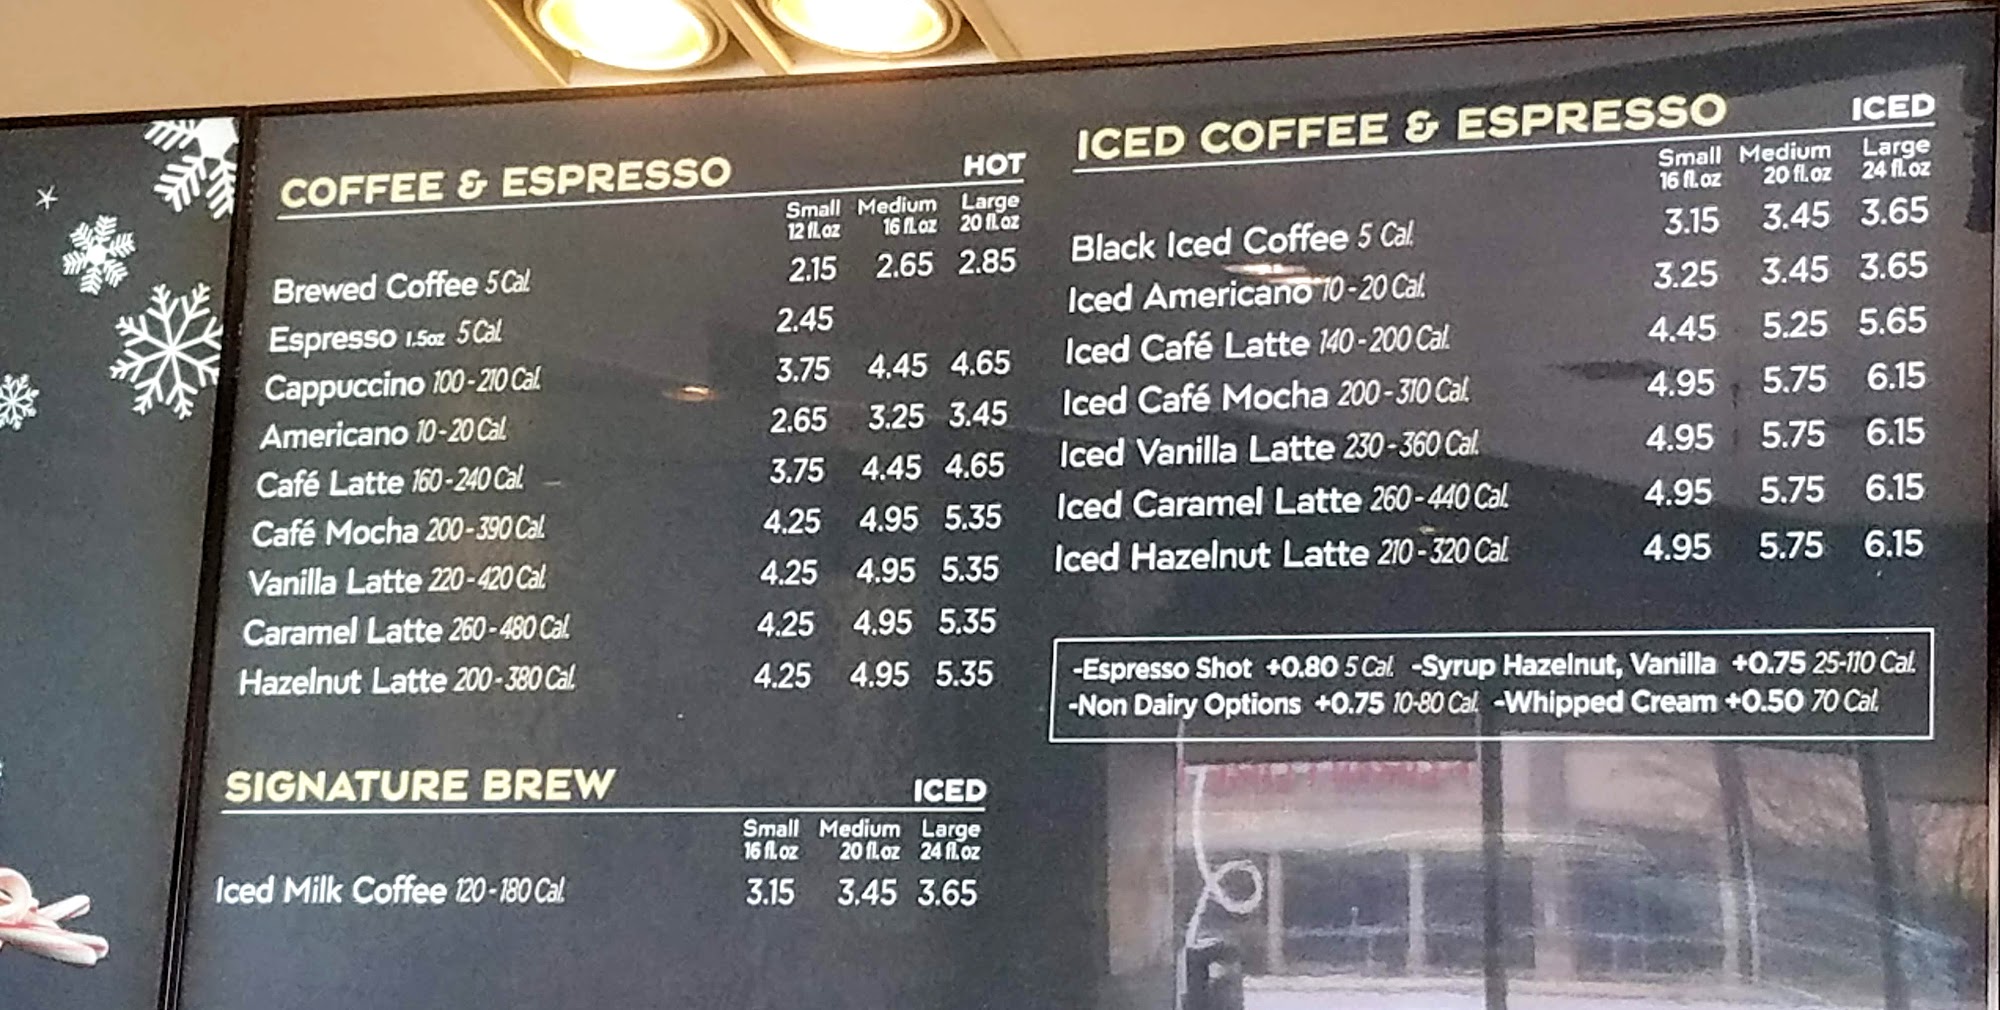 COFFEE & ESPRESSO HOT
Small Medium Large
12 fl.oz 16 fl.oz 20 fl.oz
Brewed Coffee 5 Cal. 2.15 2.65 2.85
Espresso 1.5oz 5 Cal. 2.45
Cappuccino 100-210 Cal. 3.75 4.45 4.65
Americano 10-20 Cal. 2.65 3.25 3.45
Café Latte 160-240 Cal. 3.75 4.45 4.65
Café Mocha 200-390 Cal. 4.25 4.95 5.35
Vanilla Latte 220-420 Cal. 4.25 4.95 5.35
Caramel Latte 260-480 Cal. 4.25 4.95 5.35
Hazelnut Latte 200-380 Cal. 4.25 4.95 5.35
SIGNATURE BREW ICED
Small Medium Large
16 fl.oz 20 fl.oz 24 fl.oz
Iced Milk Coffee 120-180 Cal. 3.15 3.45 3.65
ICED COFFEE & ESPRESSO ICED
Small Medium Large
16 fl.oz 20 fl.oz 24 fl.oz
Black Iced Coffee 5 Cal. 3.15 3.45 3.65
Iced Americano 10-20 Cal. 3.25 3.45 3.65
Iced Café Latte 140-200 Cal. 4.45 5.25 5.65
Iced Café Mocha 200-310 Cal. 4.95 5.75 6.15
Iced Vanilla Latte 230-360 Cal. 4.95 5.75 6.15
Iced Caramel Latte 260-440 Cal. 4.95 5.75 6.15
Iced Hazelnut Latte 210-320 Cal. 4.95 5.75 6.15
-Espresso Shot +0.80 5 Cal. -Syrup Hazelnut, Vanilla +0.75 25-110 Cal.
-Non Dairy Options +0.75 10-80 Cal. -Whipped Cream +0.50 70 Cal.